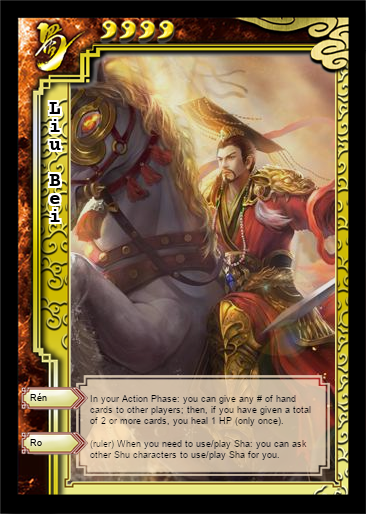 蜀
Liu Bei
Rén
In your Action Phase: you can give any # of hand
cards to other players; then, if you have given a total
of 2 or more cards, you heal 1 HP (only once).
Ro
(ruler) When you need to use/play Sha: you can ask
other Shu characters to use/play Sha for you.